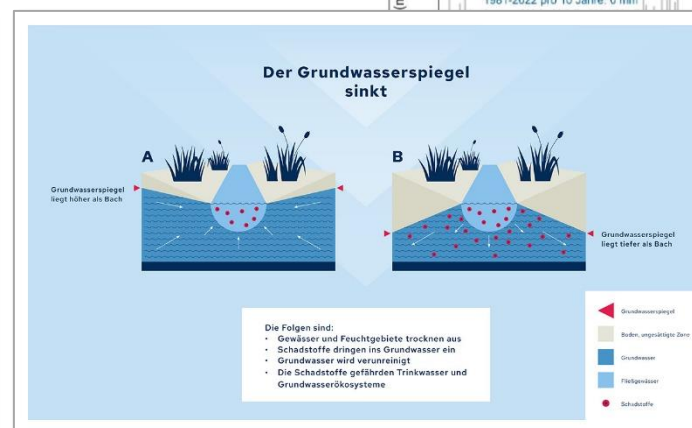 1981-2022 pro 10 Jahre: 0 mm
Der Grundwasserspiegel
sinkt
A
B
Grundwasserspiegel
liegt höher als Bach
Grundwasserspiegel
liegt tiefer als Bach
Die Folgen sind:
• Gewässer und Feuchtgebiete trocknen aus
• Schadstoffe dringen ins Grundwasser ein
• Grundwasser wird verunreinigt
• Die Schadstoffe gefährden Trinkwasser und
Grundwasserökosysteme
Grundwasserspiegel
Boden, ungesättigte Zone
Grundwasser
Fließgewässer
Schadstoffe